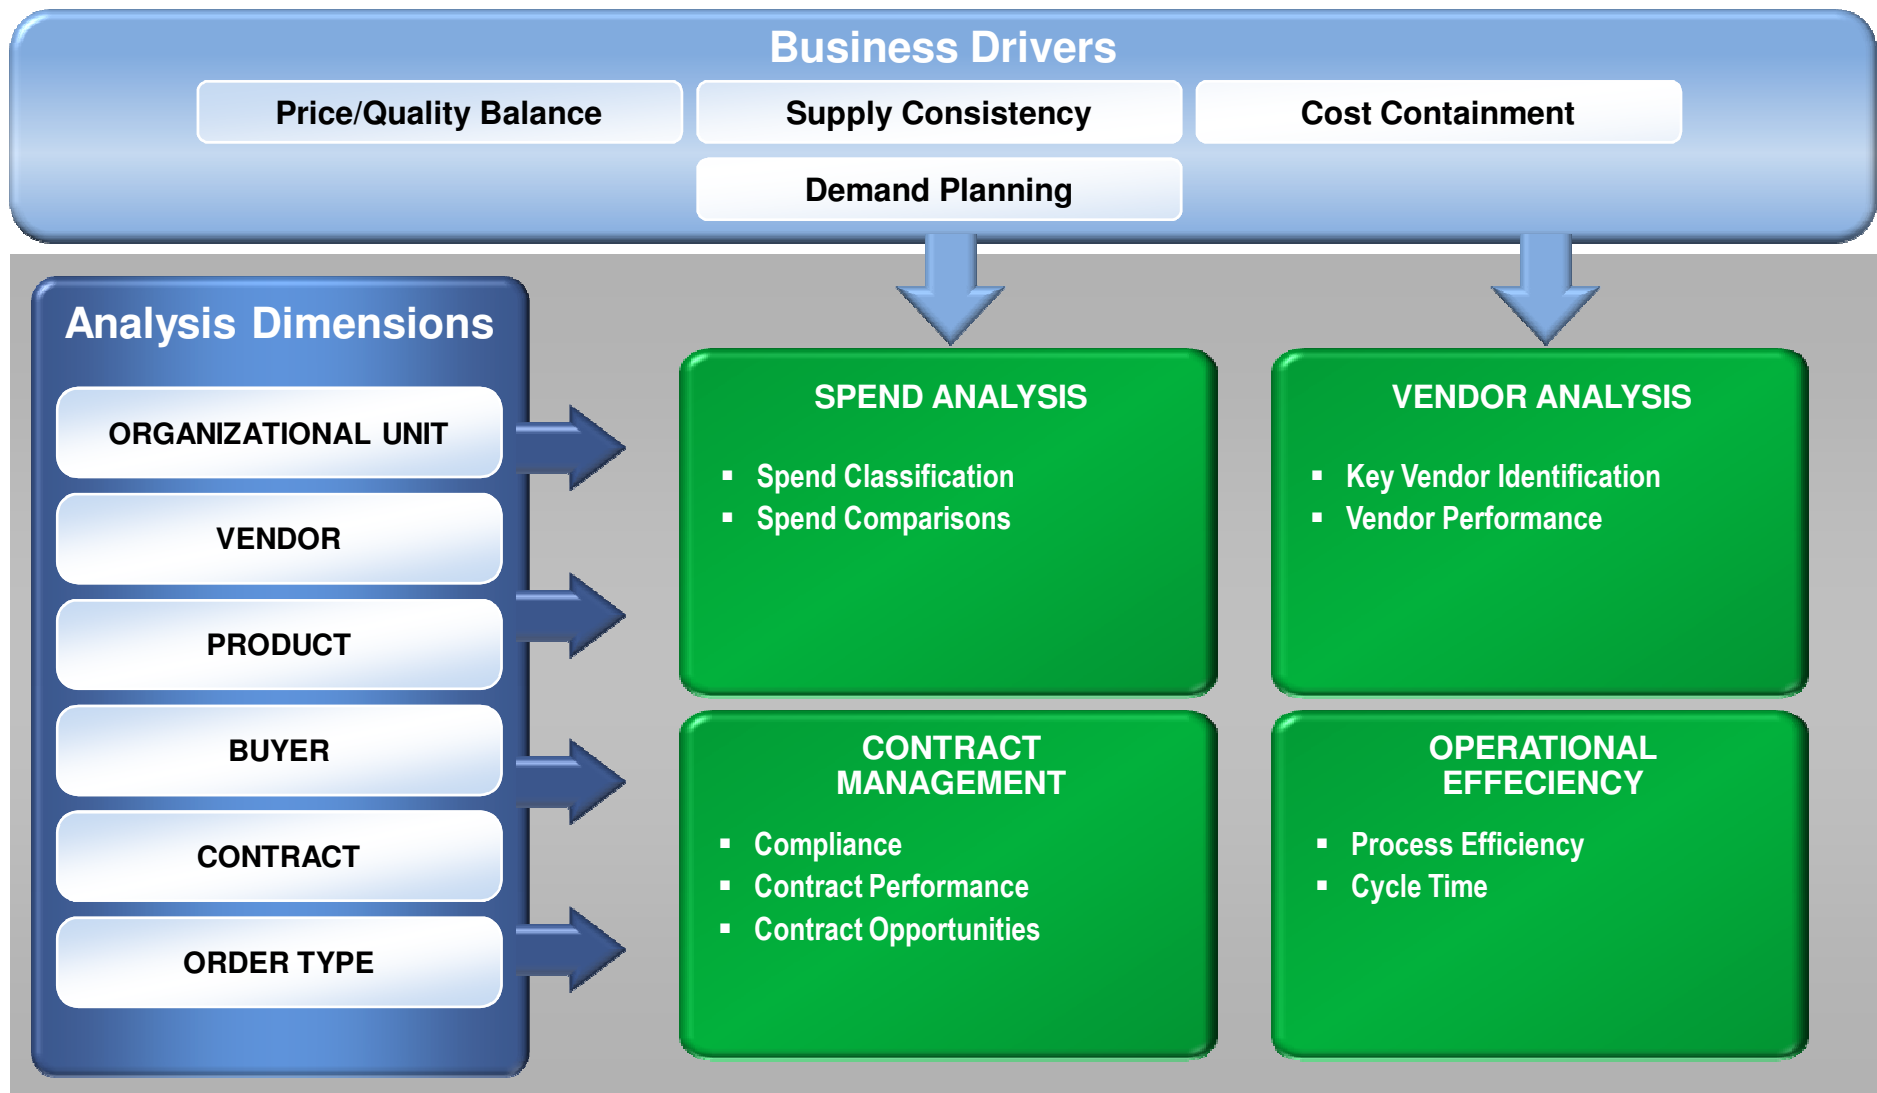 Business Drivers
Price/Quality Balance
Supply Consistency
Cost Containment
Demand Planning
Analysis Dimensions
ORGANIZATIONAL UNIT
VENDOR
PRODUCT
BUYER
CONTRACT
ORDER TYPE
SPEND ANALYSIS
▪ Spend Classification
▪ Spend Comparisons
VENDOR ANALYSIS
▪ Key Vendor Identification
▪ Vendor Performance
CONTRACT
MANAGEMENT
▪ Compliance
▪ Contract Performance
▪ Contract Opportunities
OPERATIONAL
EFFECIENCY
▪ Process Efficiency
▪ Cycle Time